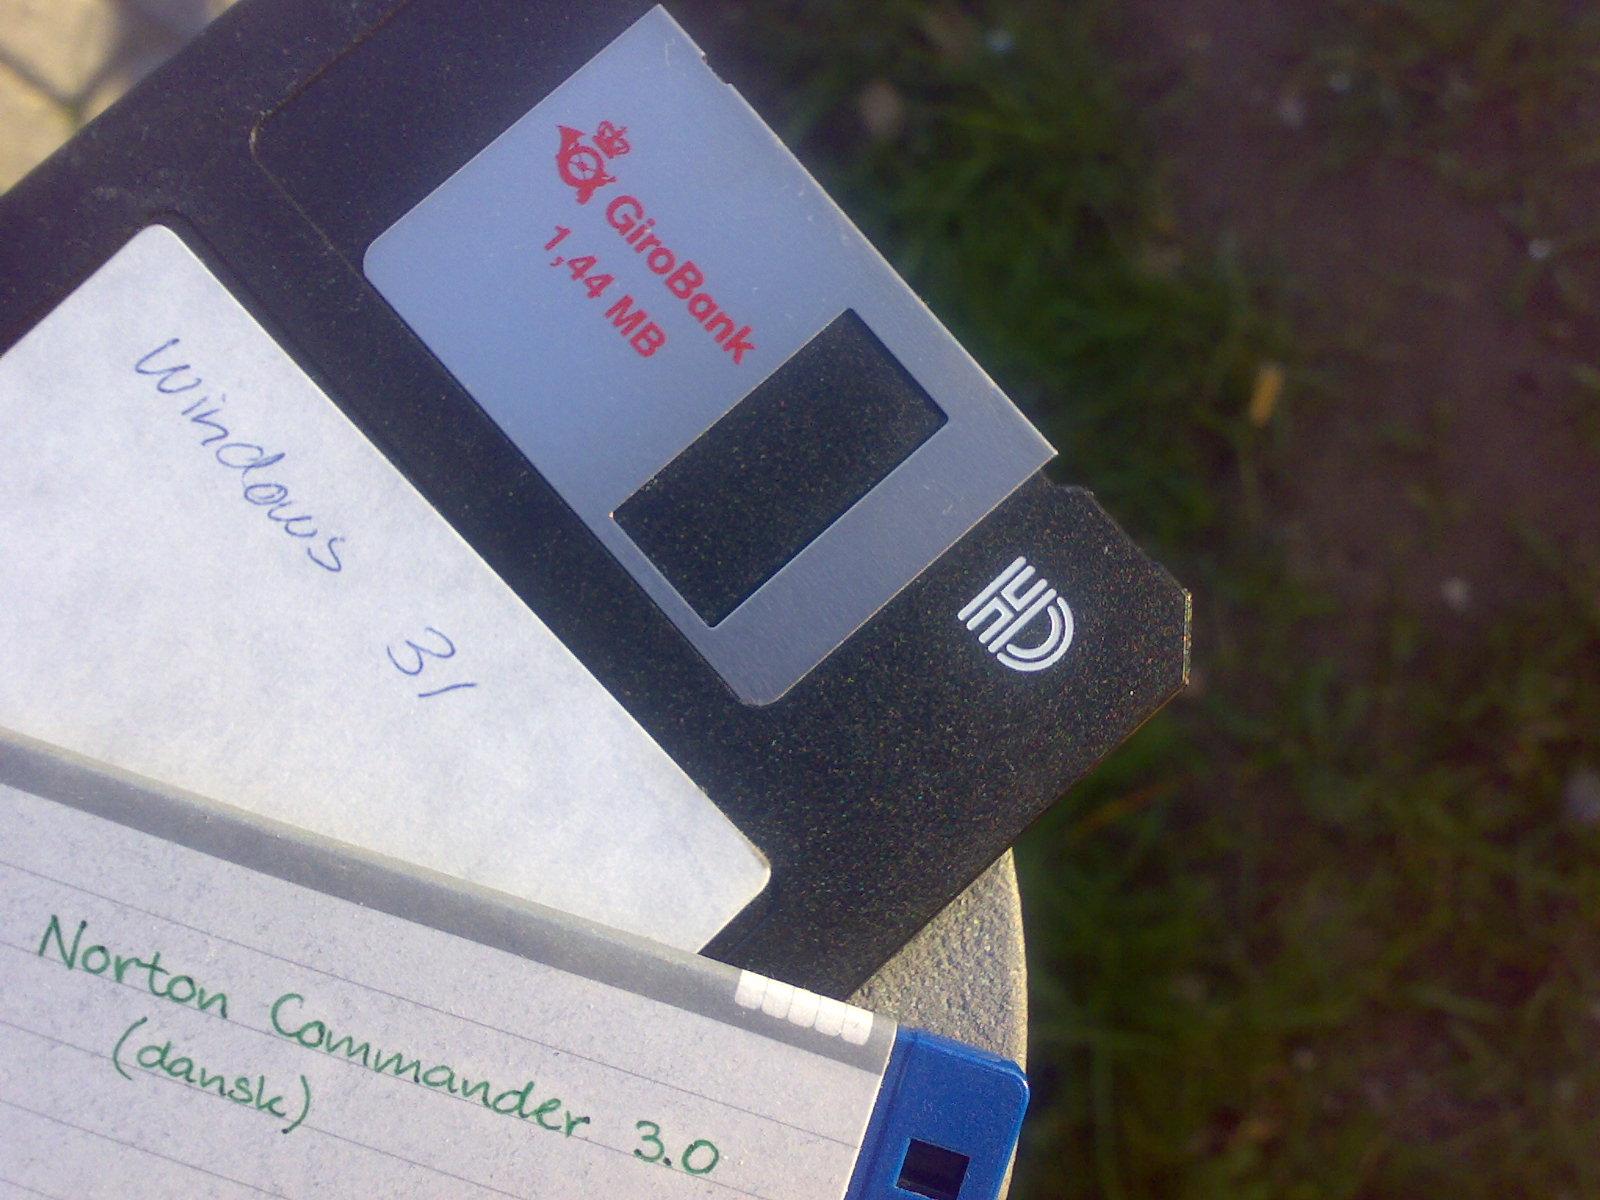 GiroBank
1,44 MB
HD
Windows 31
Norton Commander 3.0
(dansk)